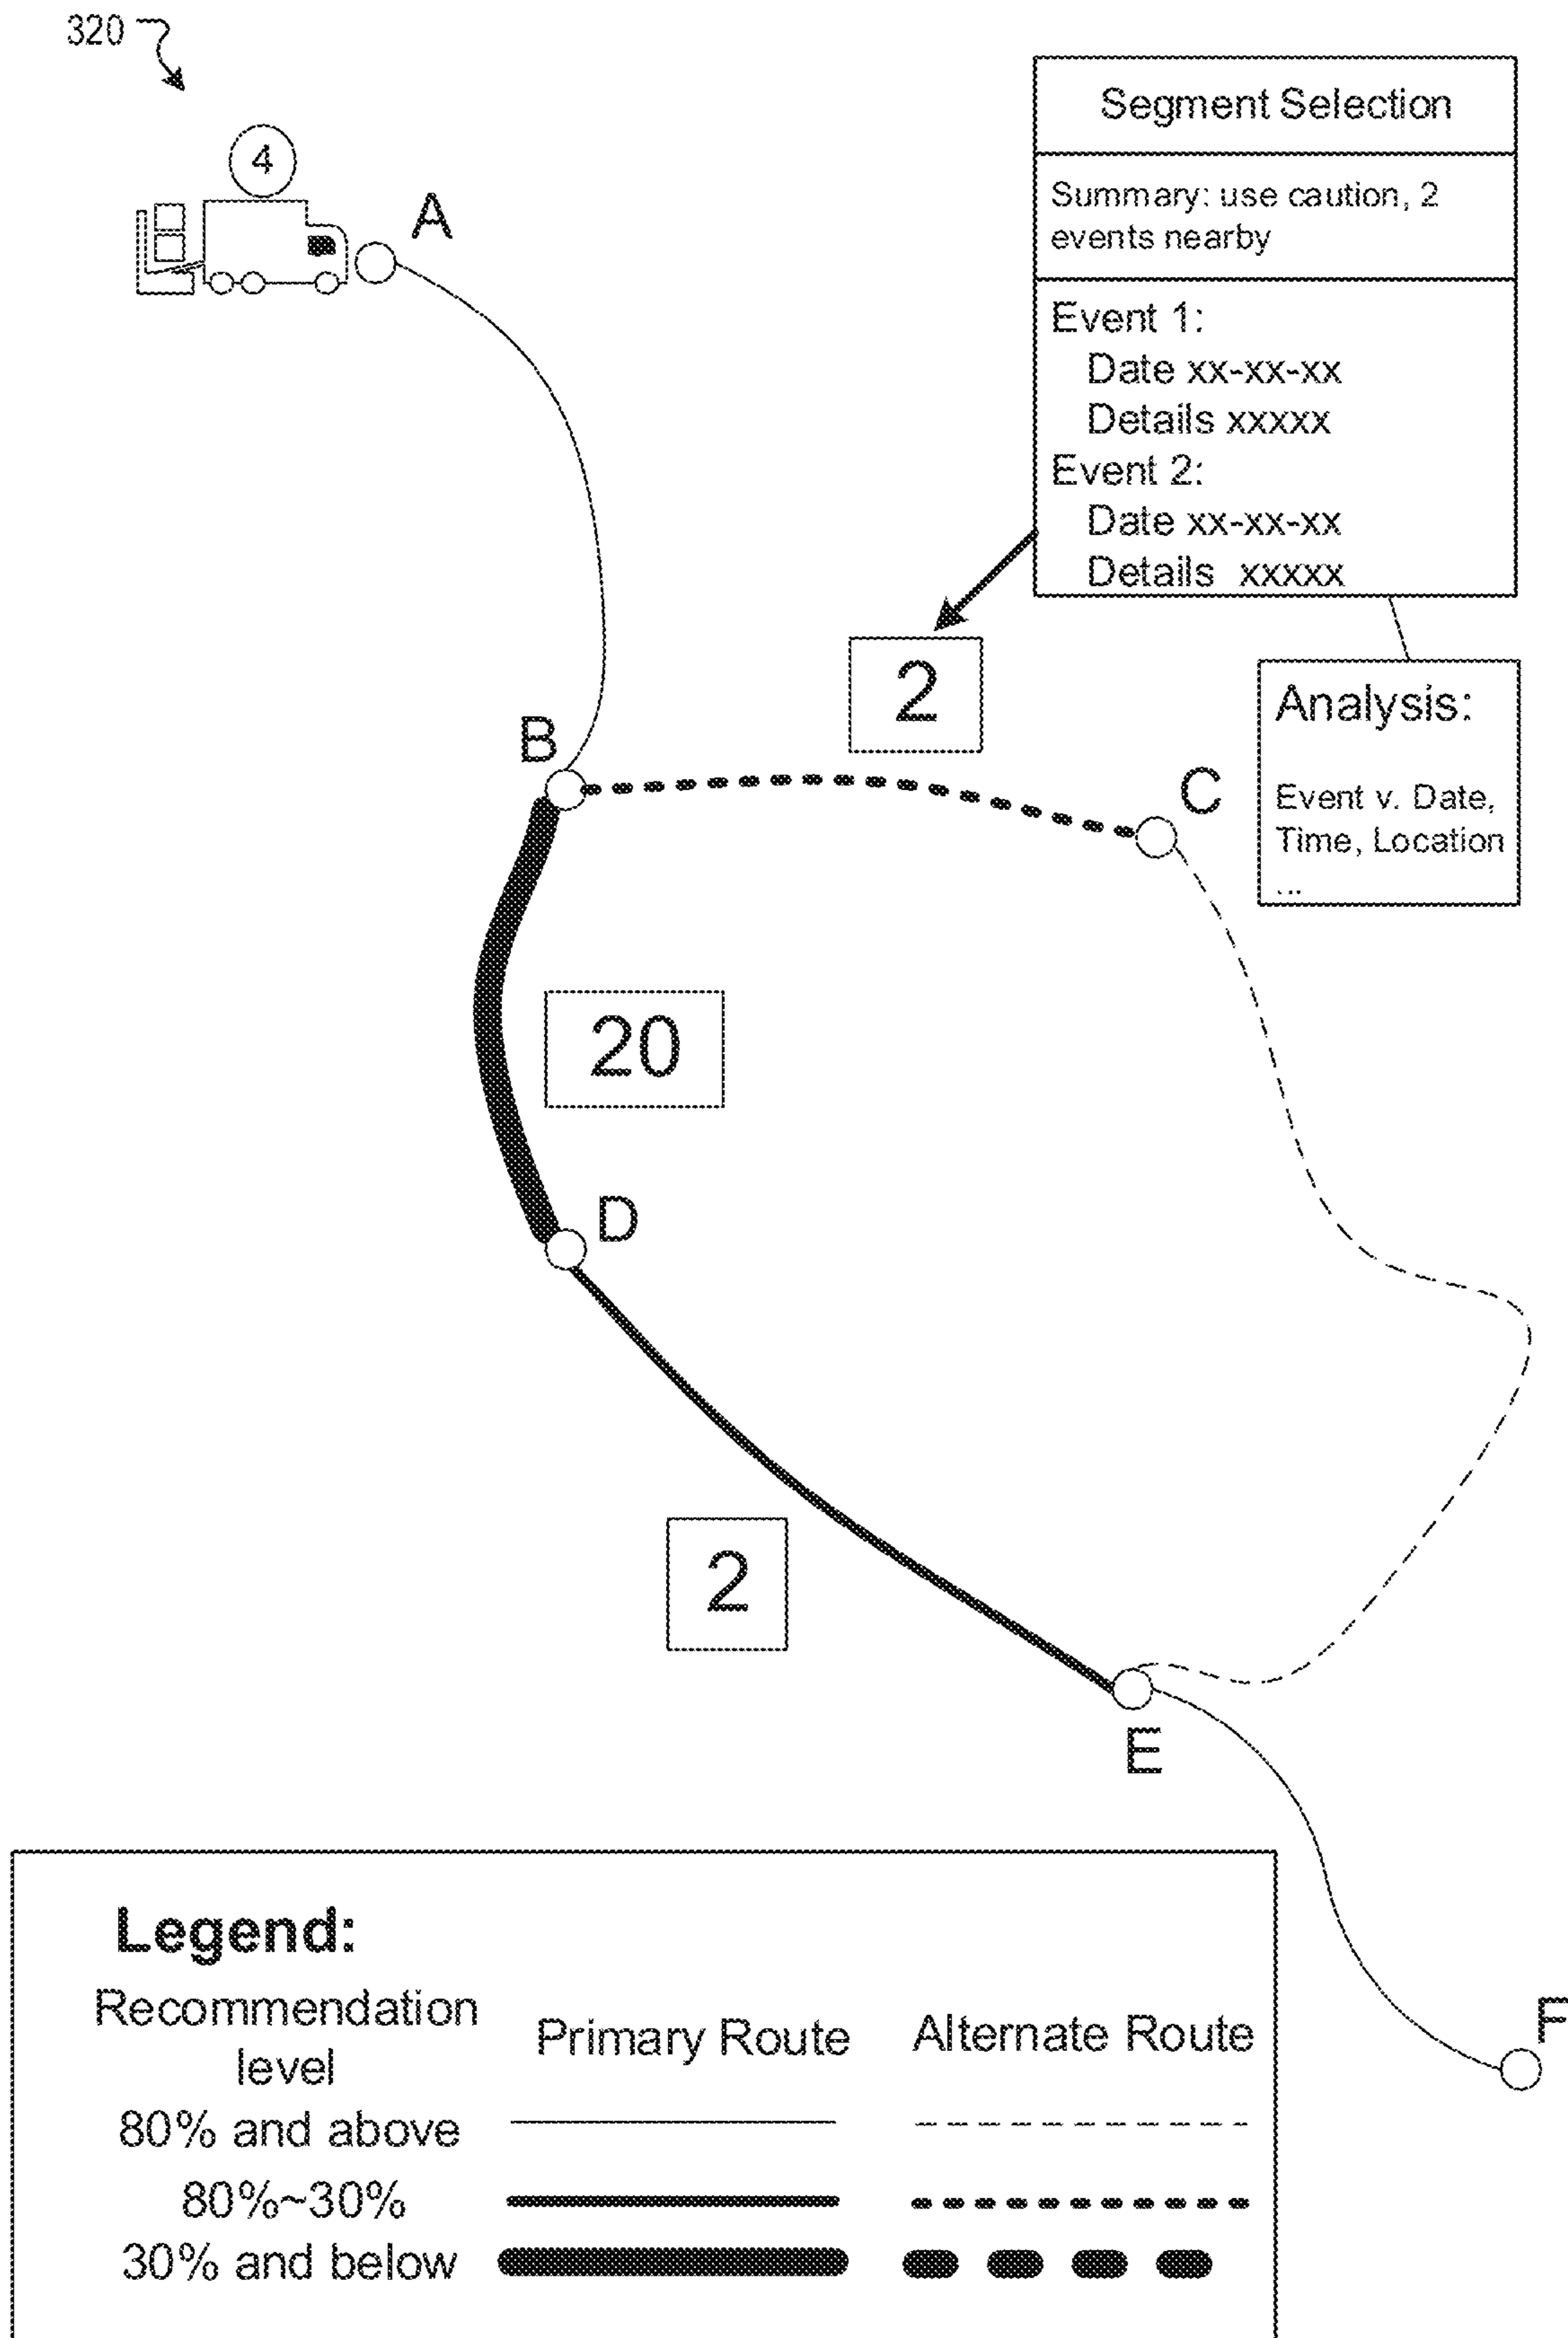 320
4
A
Segment Selection
Summary: use caution, 2
events nearby
Event 1:
Date xx-xx-xx
Details xxxxx
Event 2:
Date xx-xx-xx
Details xxxxx
2
B
C
Analysis:
Event v. Date,
Time, Location
...
20
D
2
E
F
Legend:
Recommendation
level
Primary Route
Alternate Route
80% and above
80%~30%
30% and below